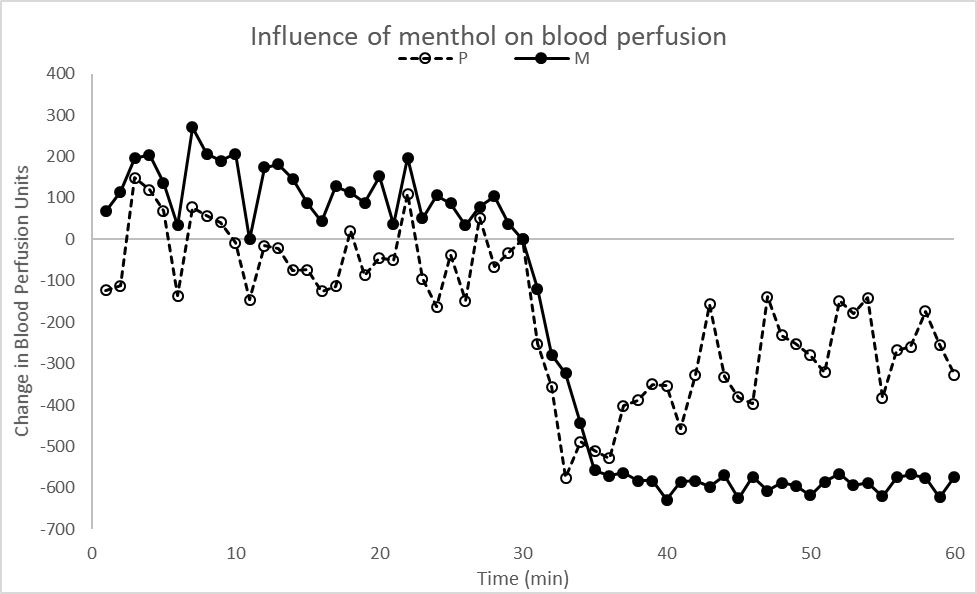 Influence of menthol on blood perfusion
P M
400
300
200
100
0
-100
-200
-300
-400
-500
-600
-700
Change in Blood Perfusion Units
0 10 20 30 40 50 60
Time (min)